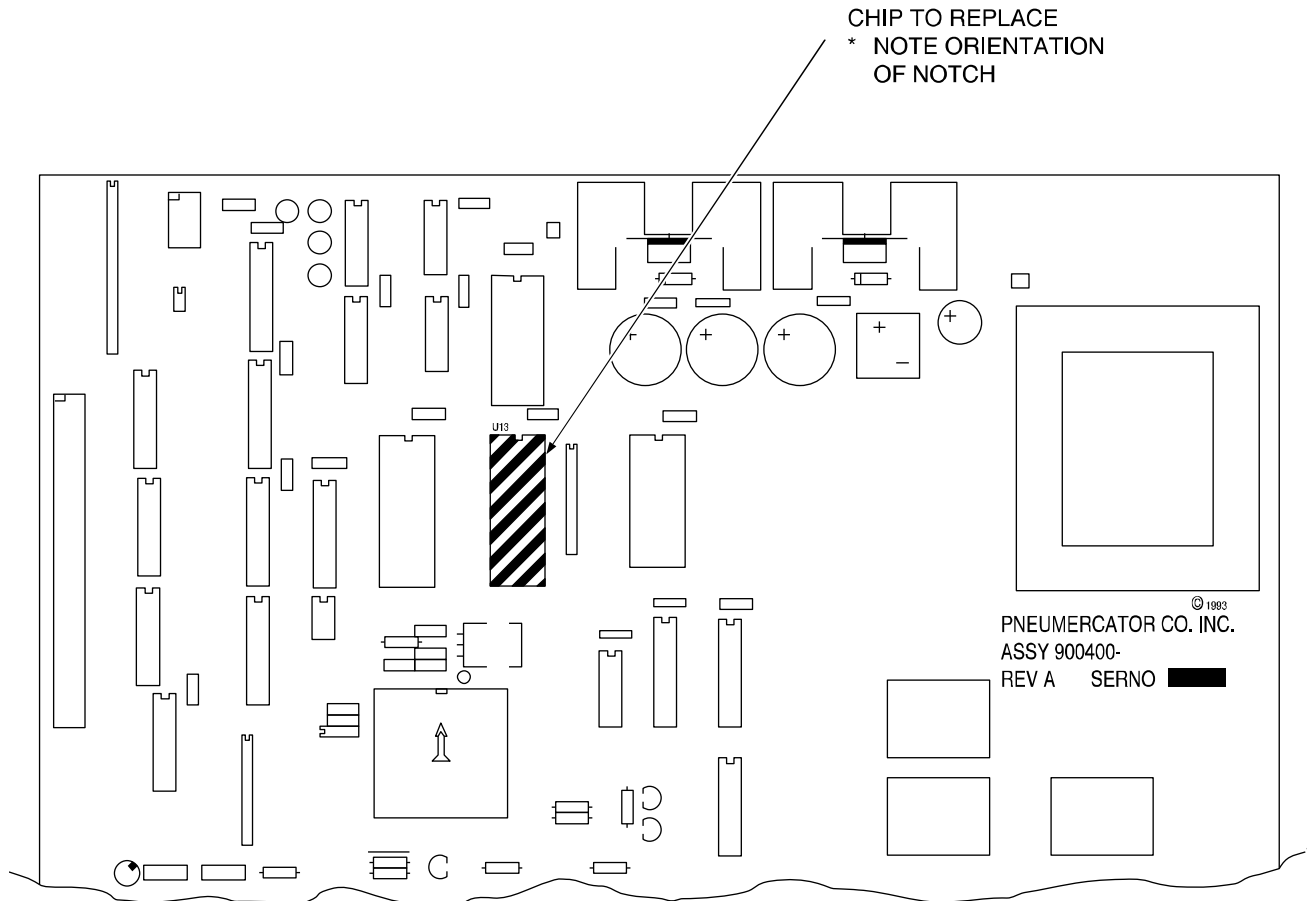 CHIP TO REPLACE
* NOTE ORIENTATION
OF NOTCH
+
+
+
+
-
+
U13
© 1993
PNEUMERCATOR CO. INC.
ASSY 900400-
REV A SERNO